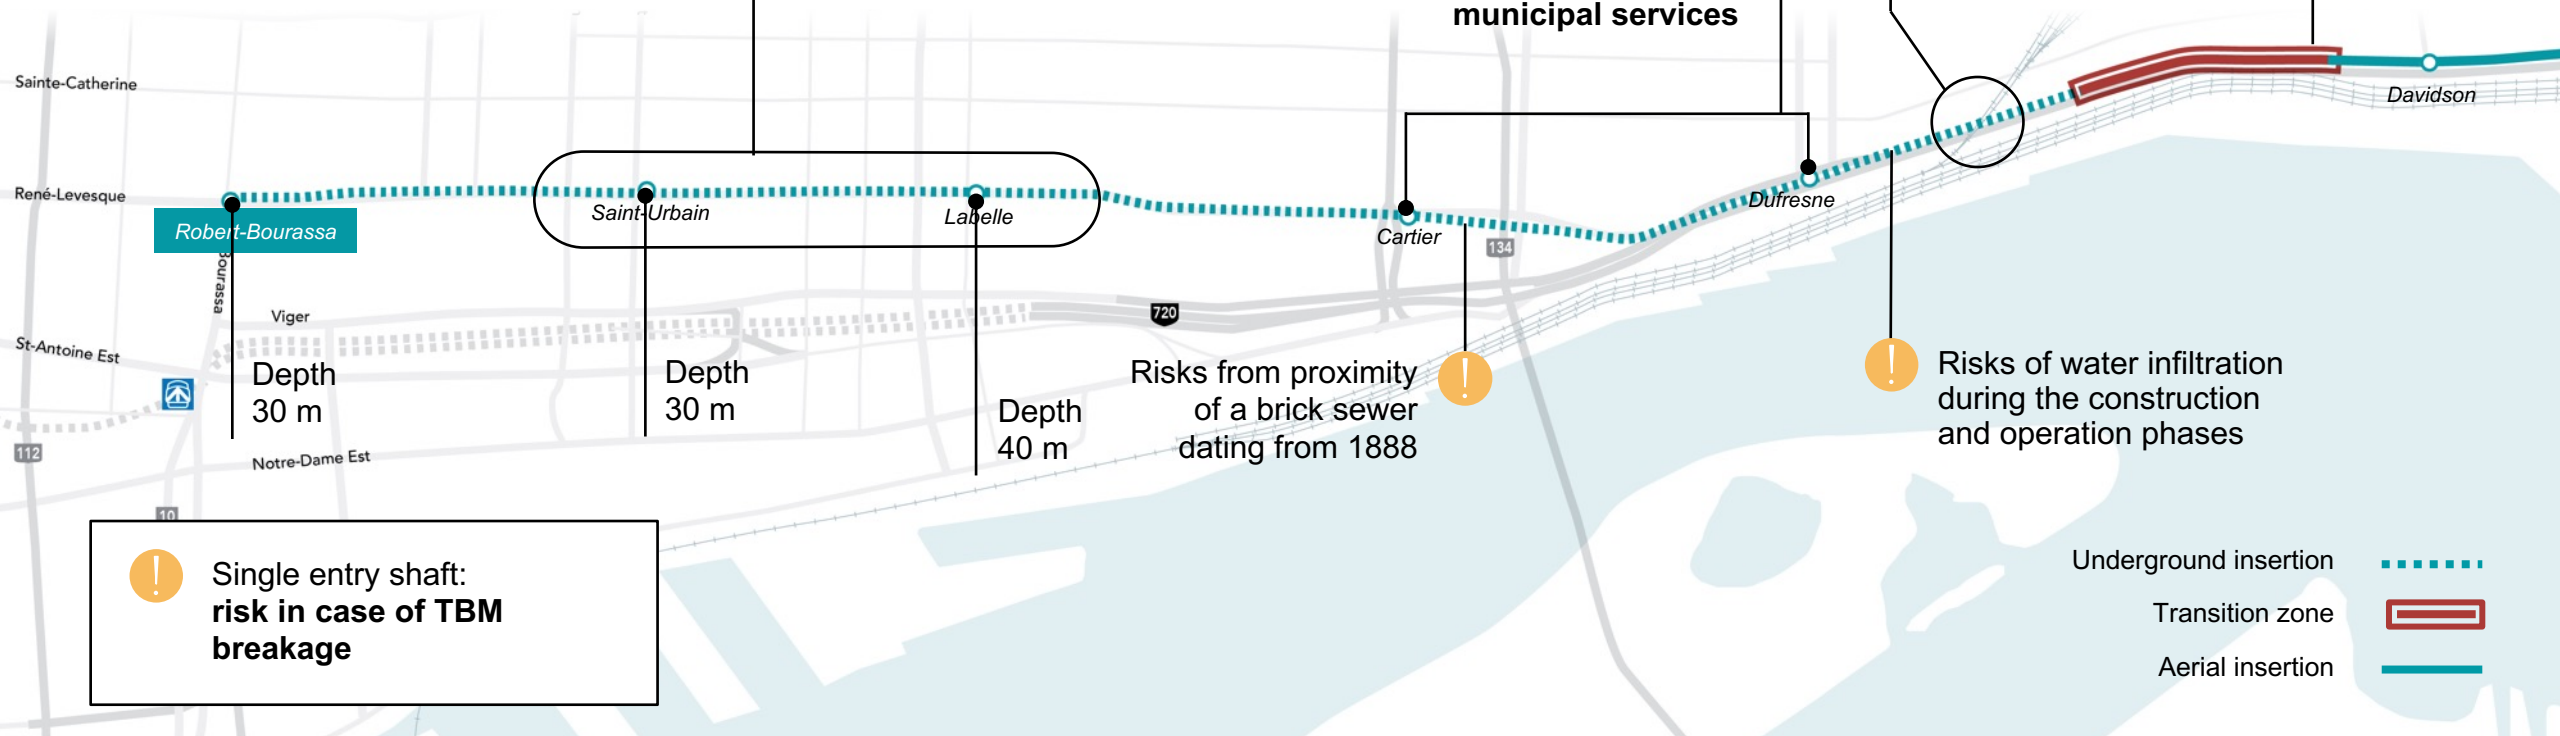 municipal services
Sainte-Catherine
Davidson
René-Levesque
Robert-Bourassa
Saint-Urbain
Labelle
Cartier
Dufresne
134
Bourassa
Viger
720
St-Antoine Est
Depth
30 m
Depth
30 m
Depth
40 m
Risks from proximity
of a brick sewer
dating from 1888
Risks of water infiltration
during the construction
and operation phases
112
Notre-Dame Est
10
Single entry shaft:
risk in case of TBM
breakage
Underground insertion
Transition zone
Aerial insertion